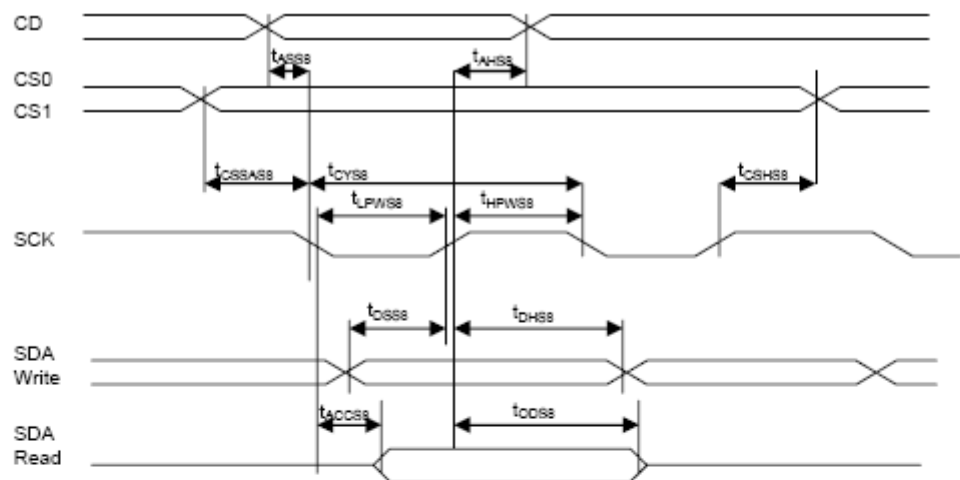 CD
tASS8
tAHS8
CS0
CS1
tCSSAS8
tCYS8
tCSHS8
tLPWS8
tHPWS8
SCK
tDSS8
tDHS8
SDA
Write
tACCS8
tODS8
SDA
Read